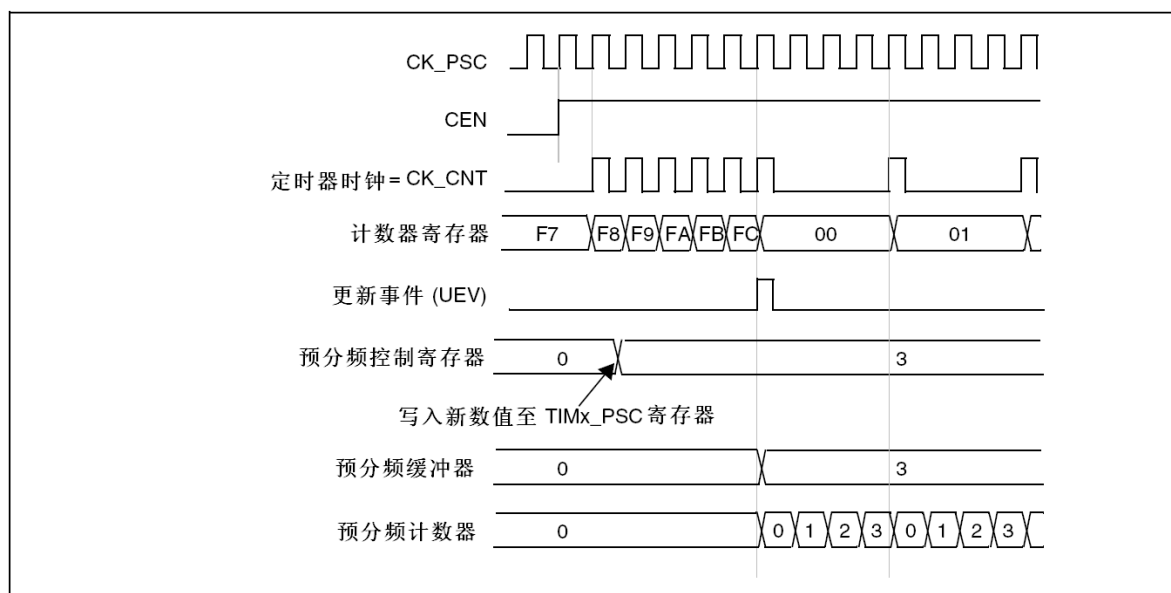 CK_PSC
CEN
定时器时钟= CK_CNT
计数器寄存器 F7 F8 F9 FA FB FC 00 01
更新事件 (UEV)
预分频控制寄存器 0 3
写入新数值至 TIMx_PSC 寄存器
预分频缓冲器 0 3
预分频计数器 0 0 1 2 3 0 1 2 3